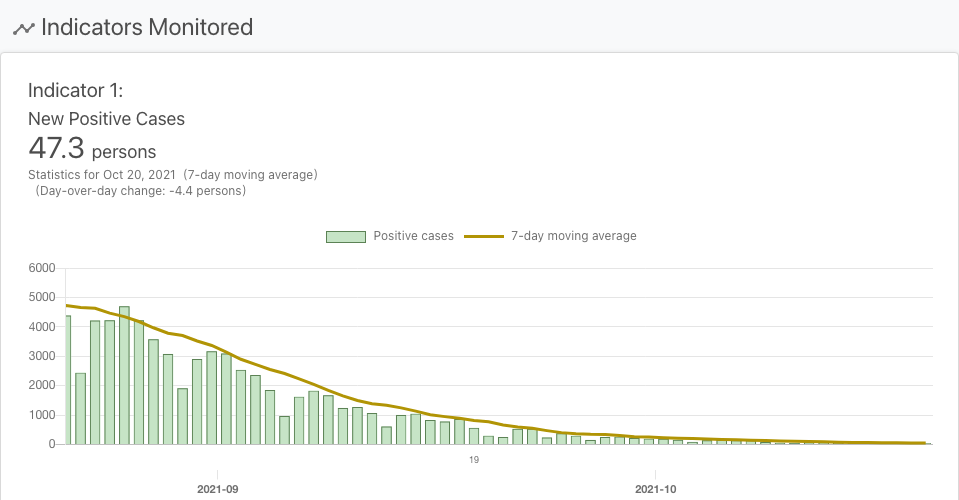 Indicators Monitored
Indicator 1:
New Positive Cases
47.3 persons
Statistics for Oct 20, 2021 (7-day moving average)
(Day-over-day change: -4.4 persons)
Positive cases 7-day moving average
6000
5000
4000
3000
2000
1000
0
19
2021-09 2021-10